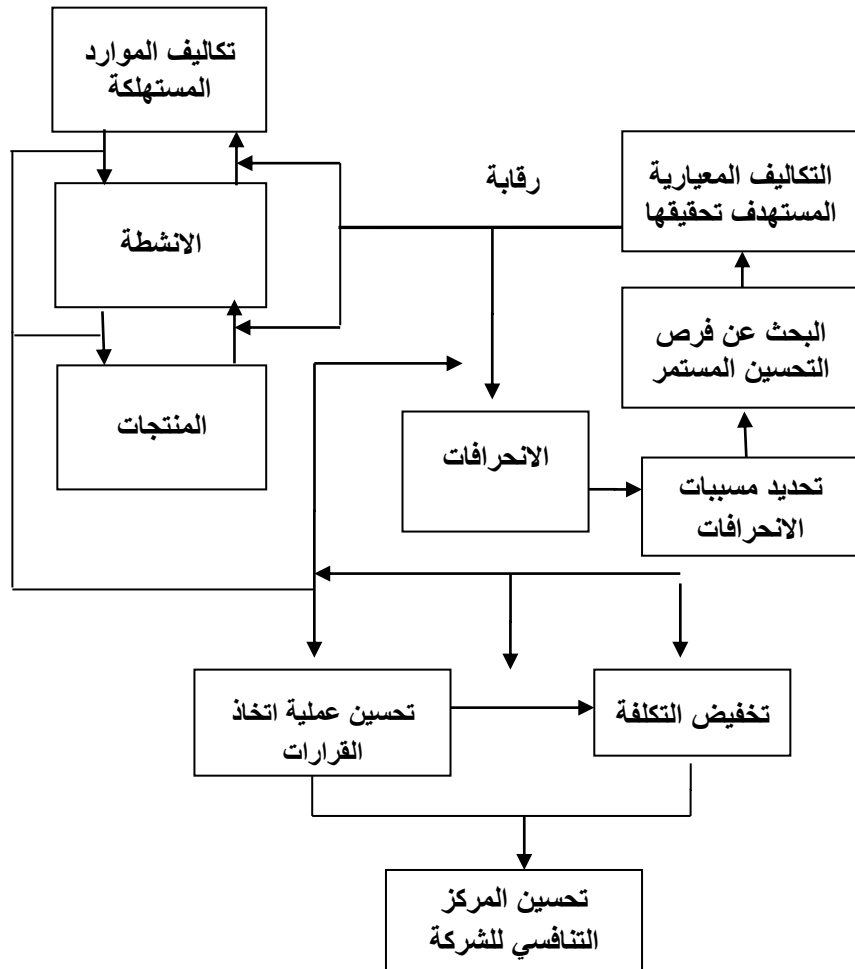 تكاليف الموارد
المستهلكة
التكاليف المعيارية
المستهدف تحقيقها
رقابة
الانشطة
البحث عن فرص
التحسين المستمر
المنتجات
الانحرافات
تحديد مسببات
الانحرافات
تحسين عملية اتخاذ
القرارات
تخفيض التكلفة
تحسين المركز
التنافسي للشركة